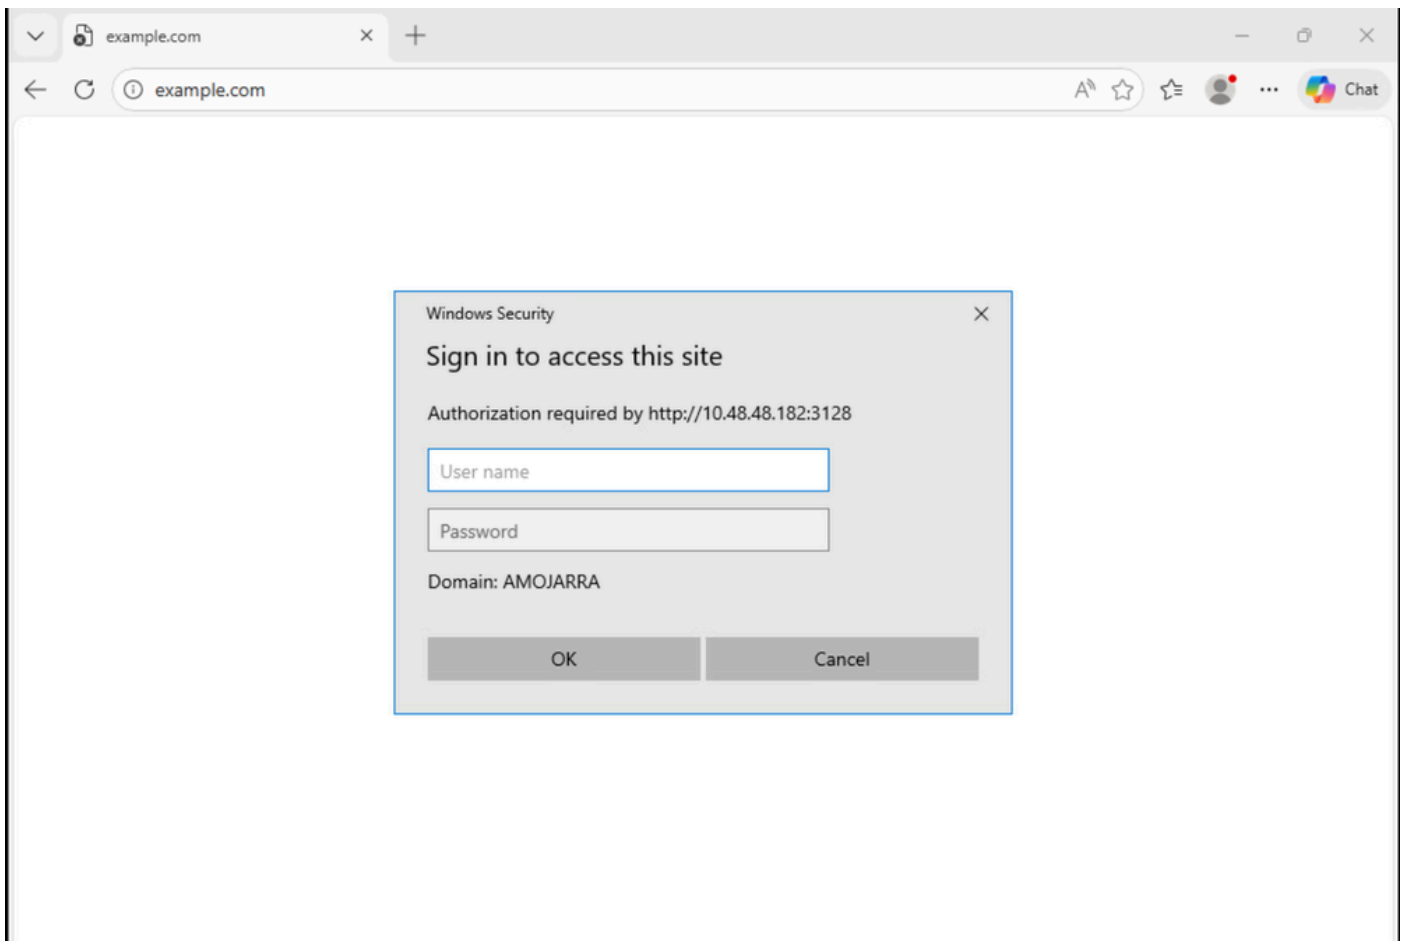 example.com
example.com
Chat
Windows Security
Sign in to access this site
Authorization required by http://10.48.48.182:3128
User name
Password
Domain: AMOJARRA
OK Cancel